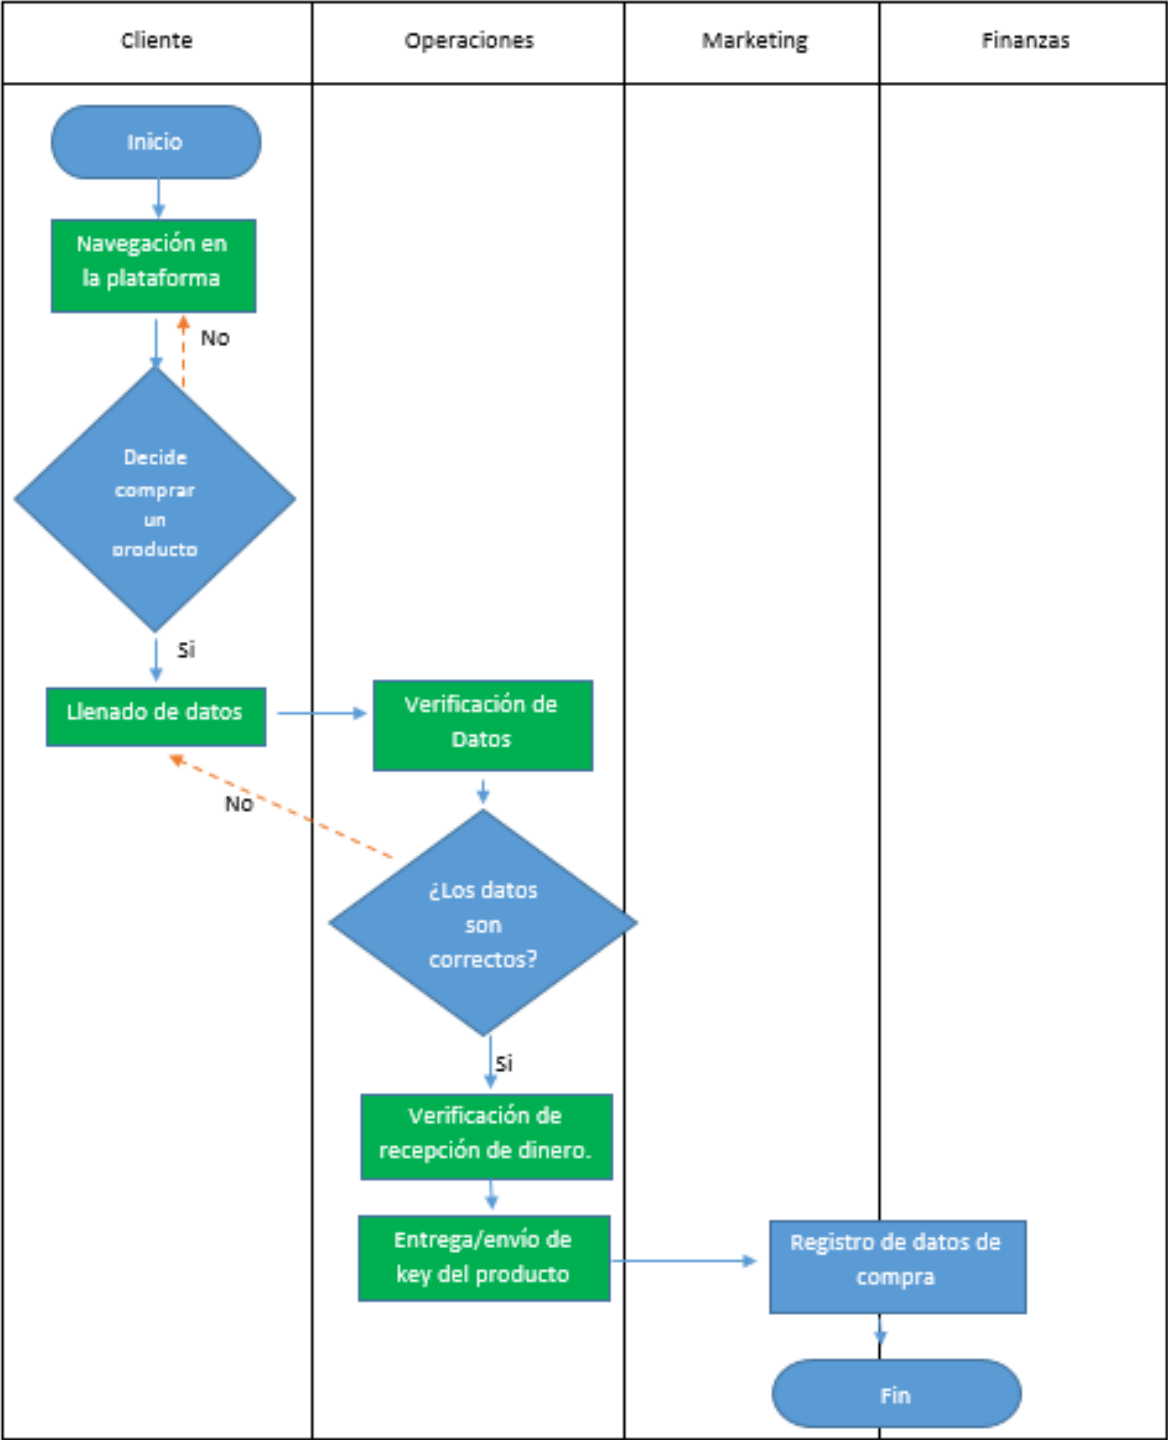 Cliente
Operaciones
Marketing
Finanzas
Inicio
Navegación en
la plataforma
No
Decide
comprar
un
producto
Si
Llenado de datos
Verificación de
Datos
No
¿Los datos
son
correctos?
Si
Verificación de
recepción de dinero.
Entrega/envío de
key del producto
Registro de datos de
compra
Fin